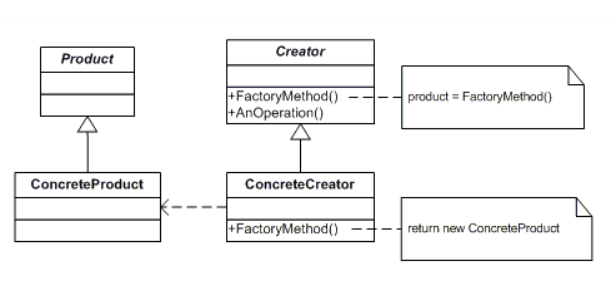 Product
Creator
+FactoryMethod()
+AnOperation()
product = FactoryMethod()
ConcreteProduct
ConcreteCreator
+FactoryMethod()
return new ConcreteProduct